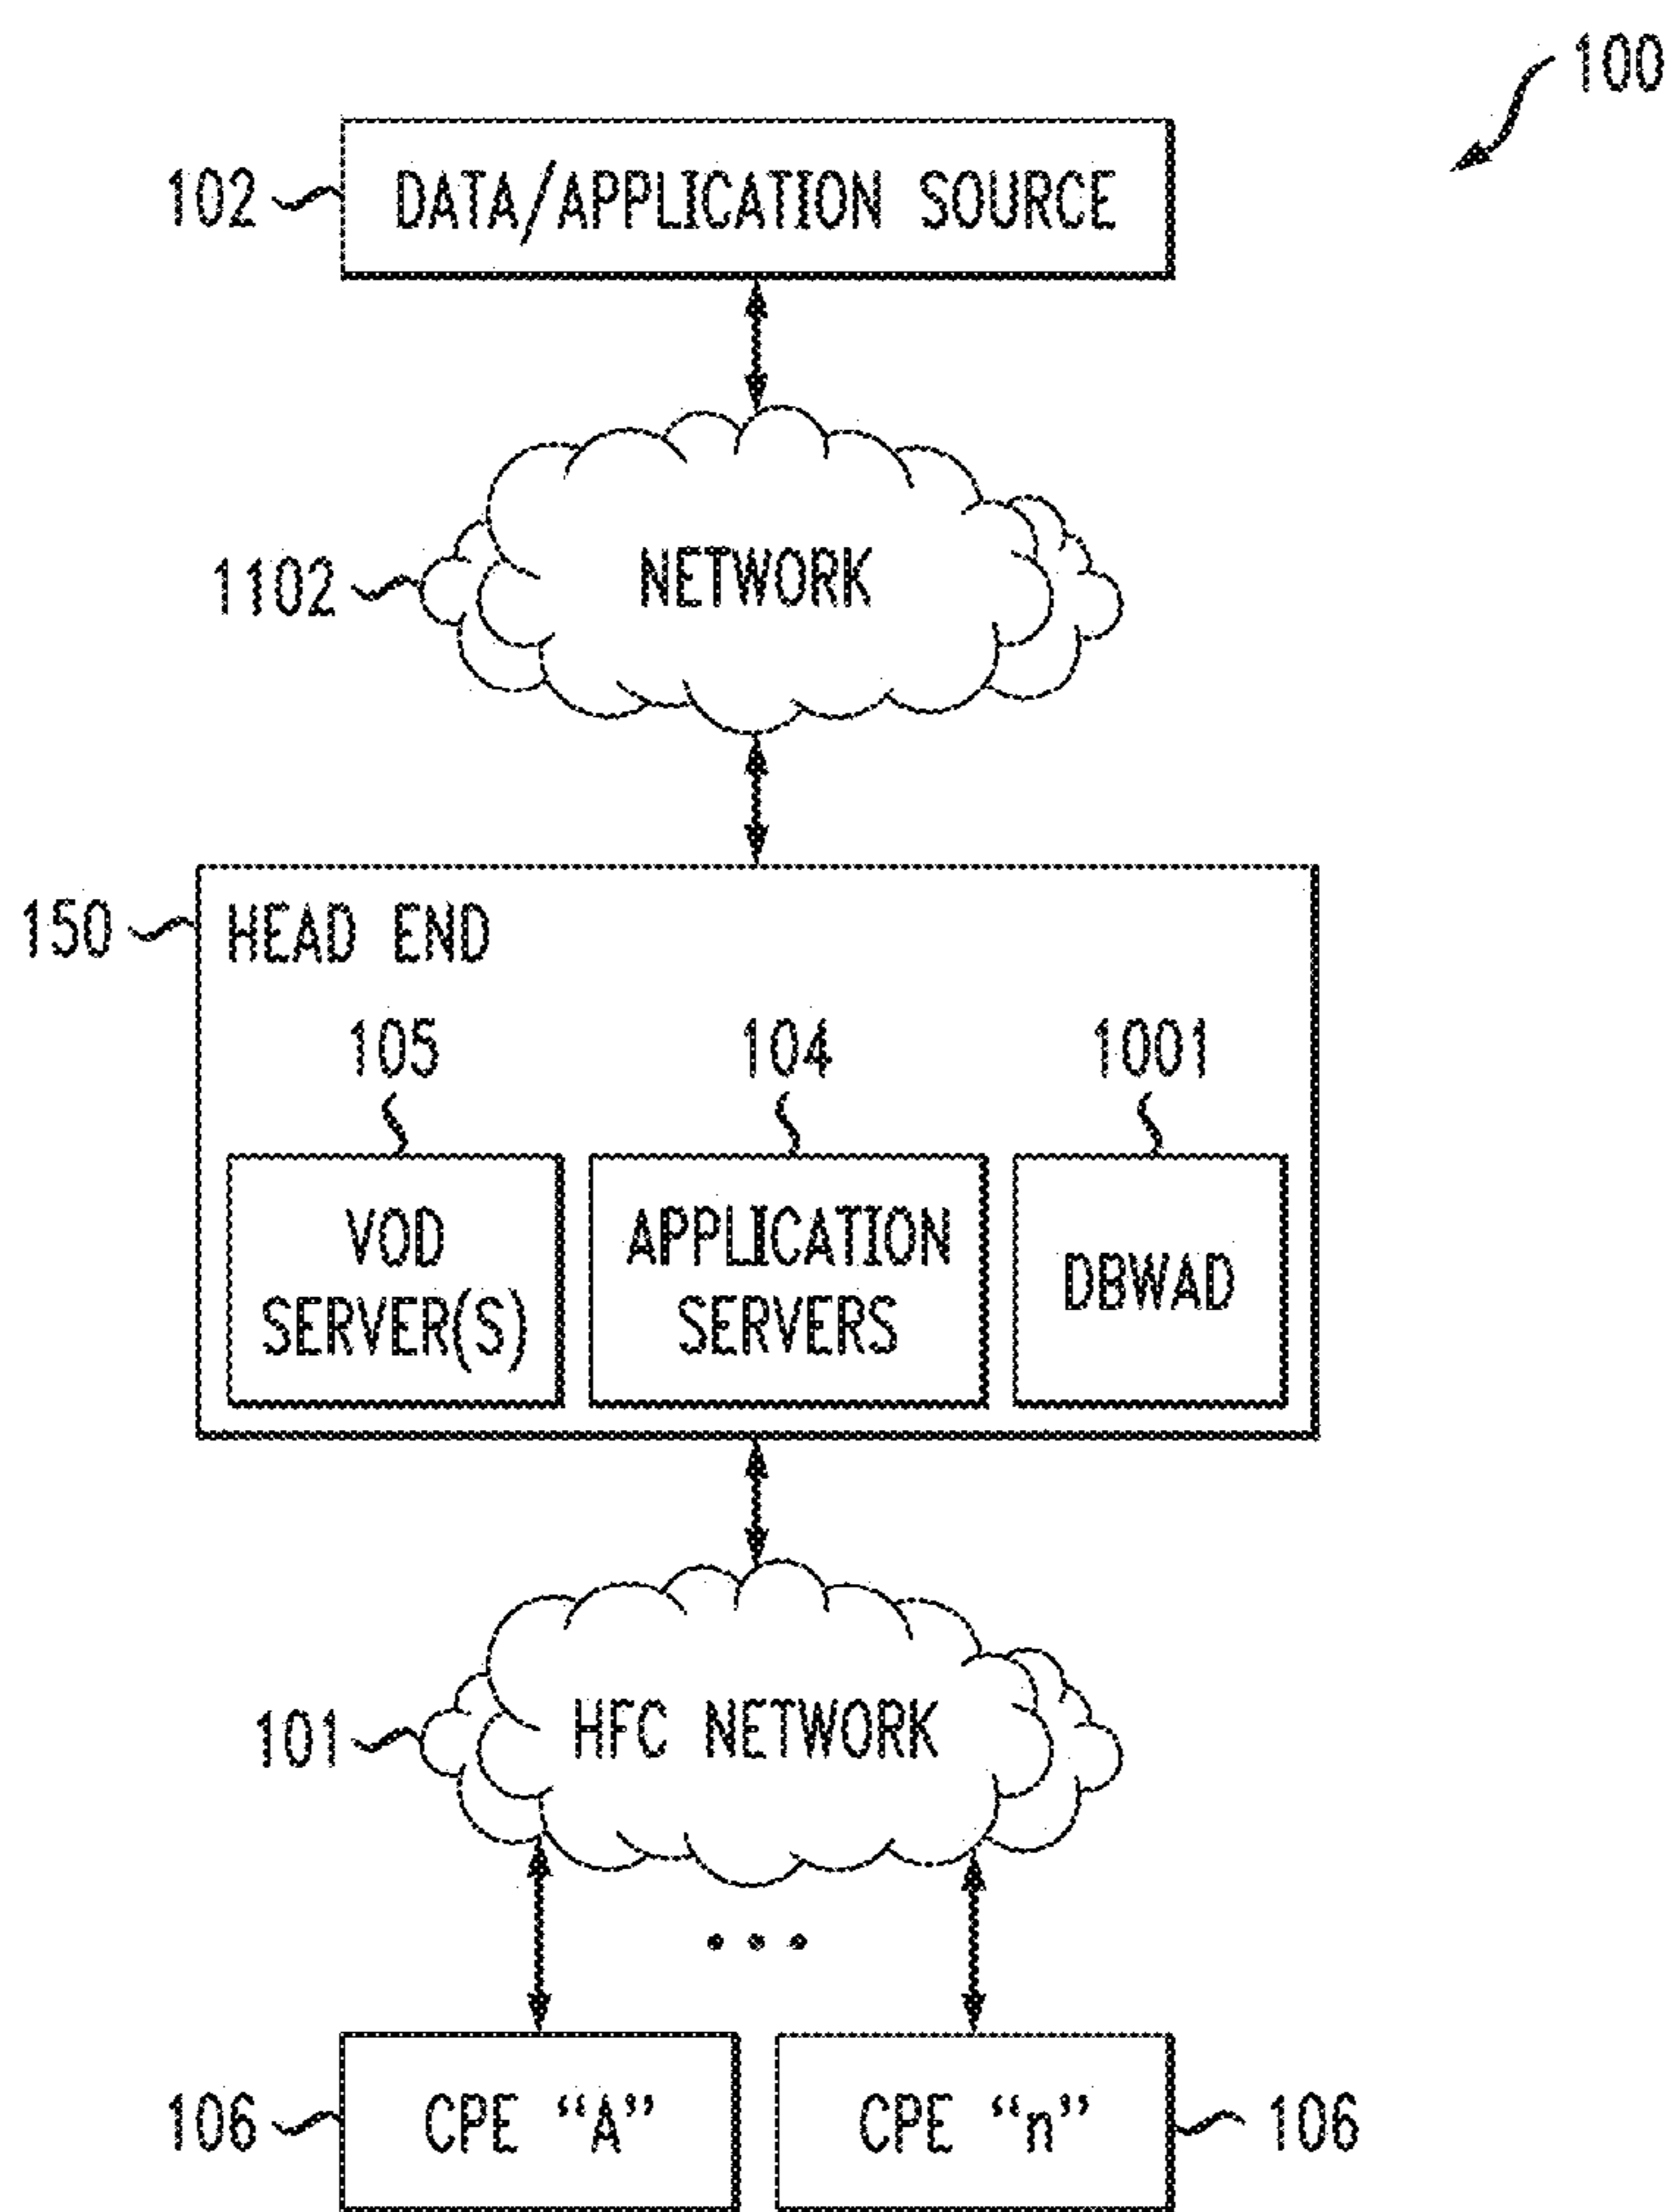 100
102 DATA/APPLICATION SOURCE
1102 NETWORK
150 HEAD END
105 104 1001
VOD SERVER(S)
APPLICATION SERVERS
DBWAD
101 HFC NETWORK
106 CPE “A” CPE “n” 106